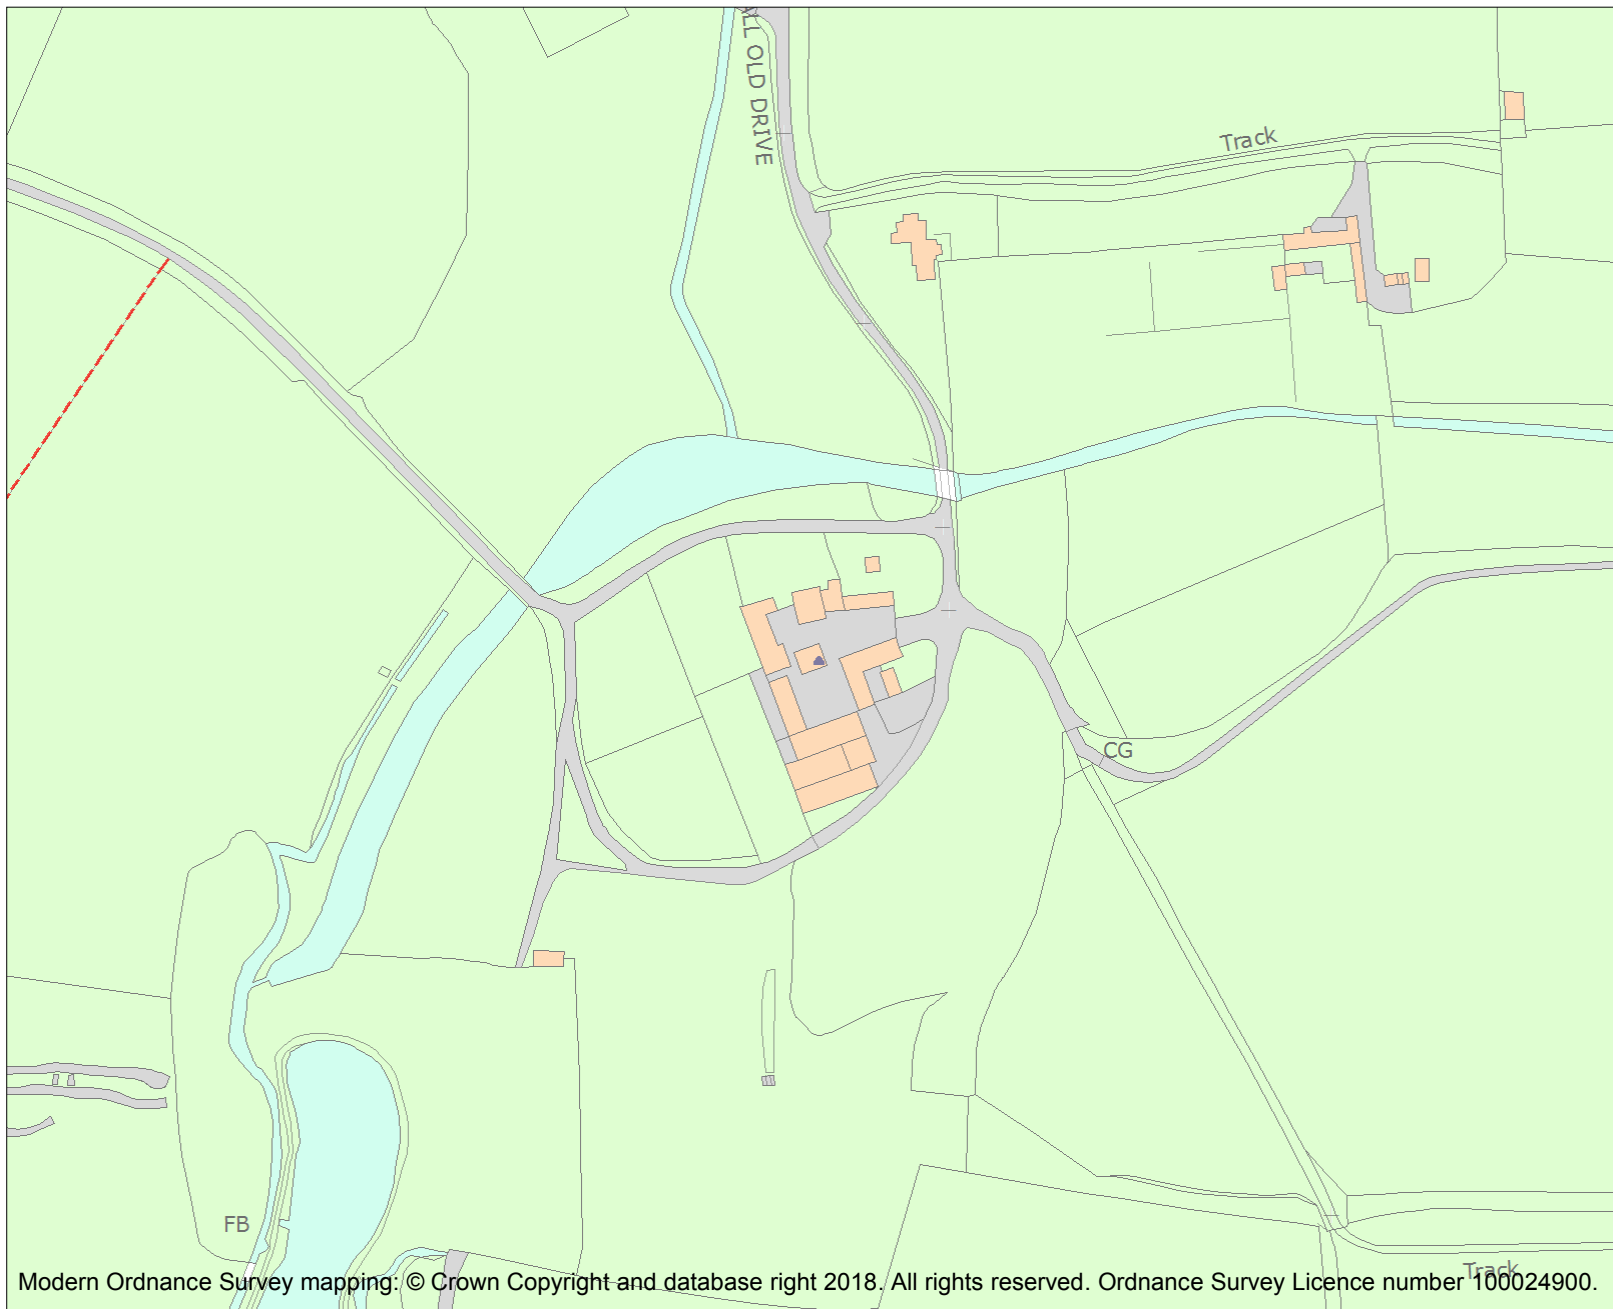 ALL OLD DRIVE
Track
CG
FB
Track
Modern Ordnance Survey mapping: © Crown Copyright and database right 2018. All rights reserved. Ordnance Survey Licence number 100024900.